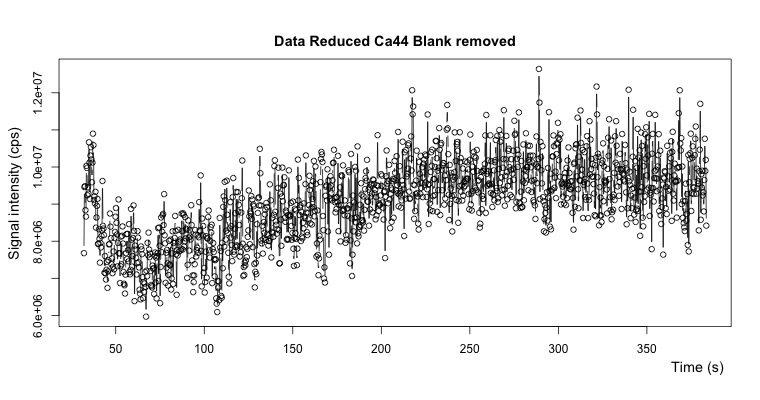 Data Reduced Ca44 Blank removed
Signal intensity (cps)
1.2e+07
1.0e+07
8.0e+06
6.0e+06
50 100 150 200 250 300 350
Time (s)